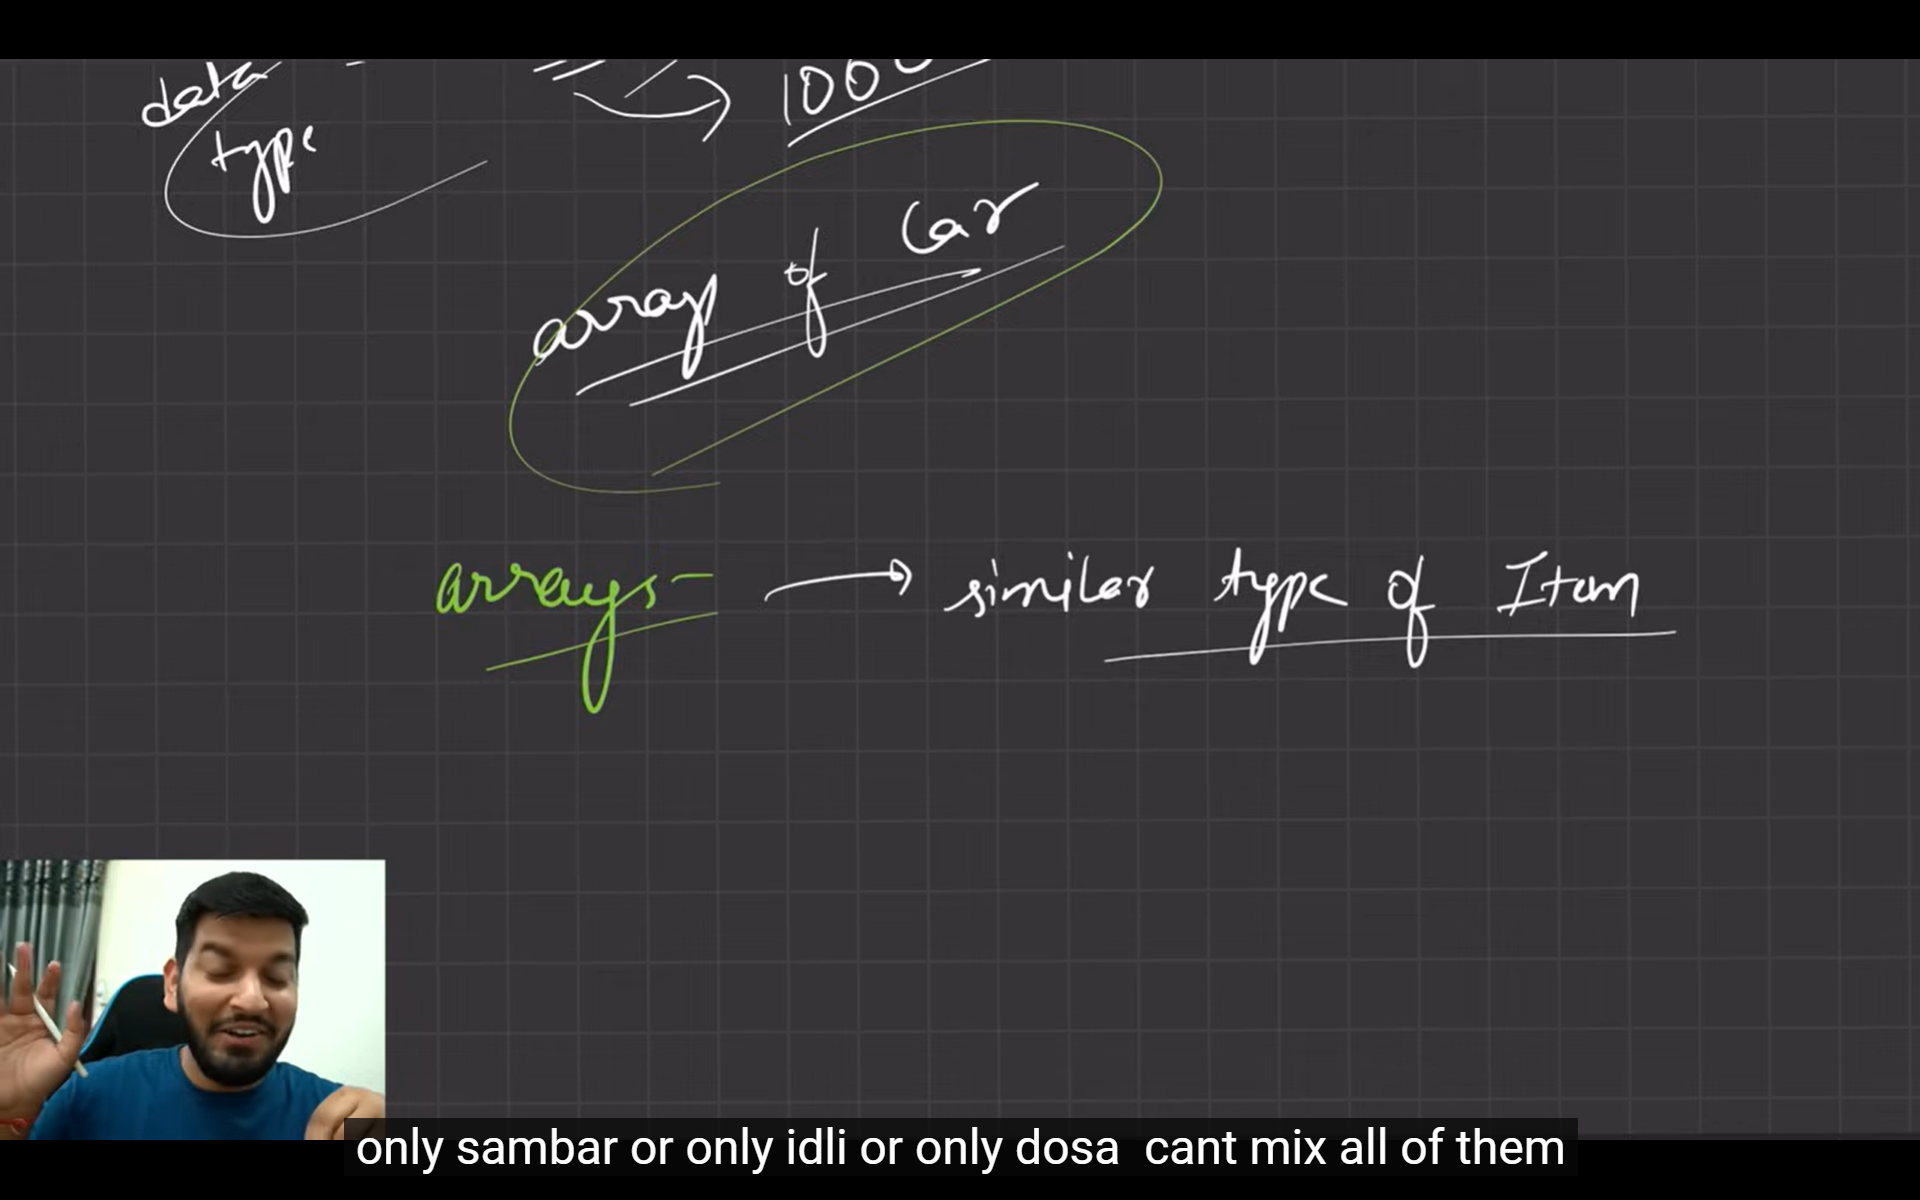 data
type
100
array of Car
arrays → similar type of Item
only sambar or only idli or only dosa  cant mix all of them